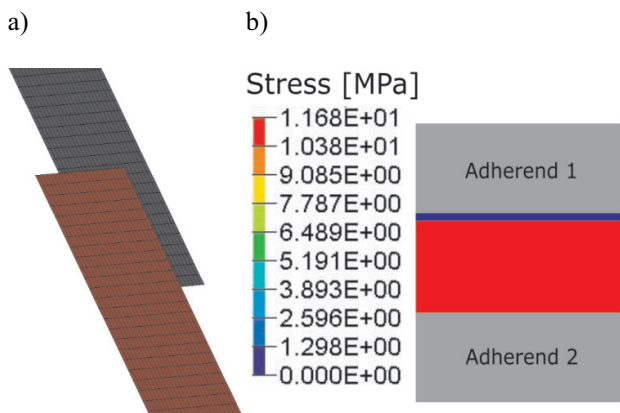 a)
b)
Stress [MPa]
1.168E+01
1.038E+01
9.085E+00
7.787E+00
6.489E+00
5.191E+00
3.893E+00
2.596E+00
1.298E+00
0.000E+00
Adherend 1
Adherend 2